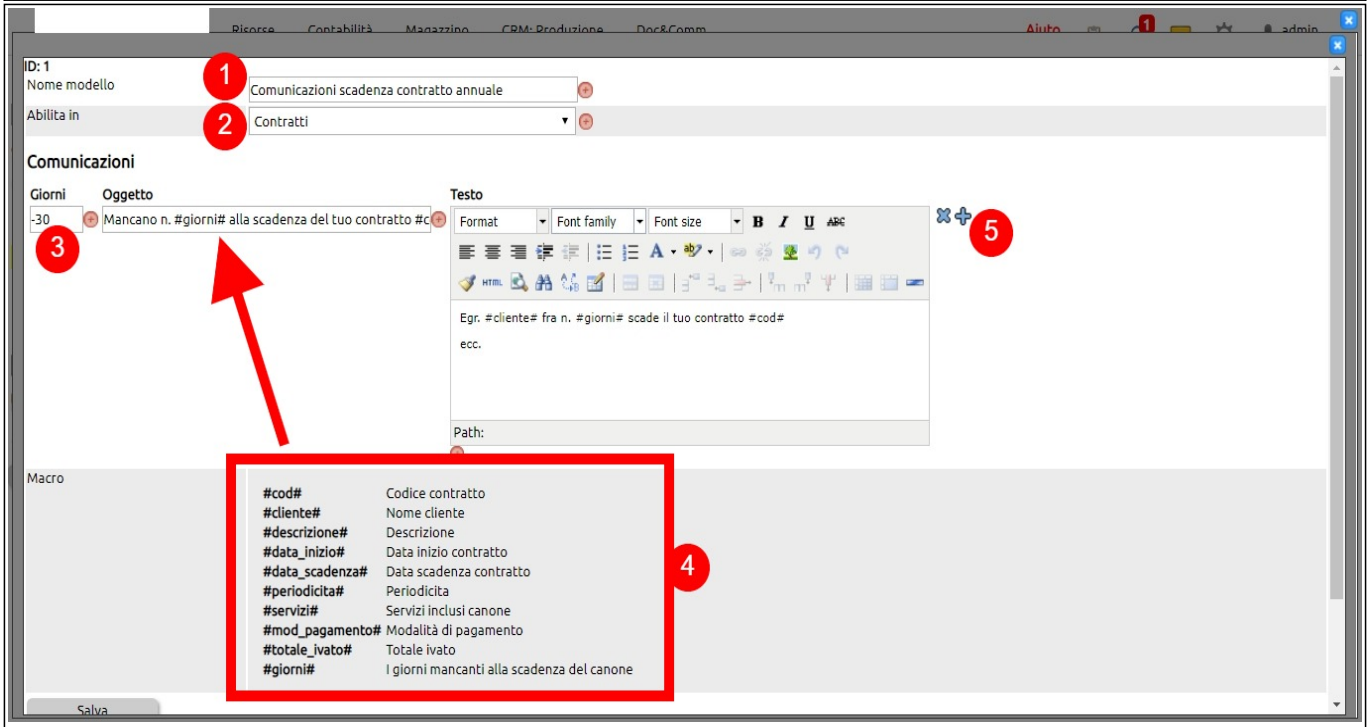 Risorse Contabilità Magazzino CRM: Produzione Doc&Comm Aiuto 1 admin
ID: 1
Nome modello 1 Comunicazioni scadenza contratto annuale
Abilita in 2 Contratti
Comunicazioni
Giorni Oggetto Testo
-30 Mancano n. #giorni# alla scadenza del tuo contratto #c Format Font family Font size B I U ABC
3 5
A ab
HTML
Egr. #cliente# fra n. #giorni# scade il tuo contratto #cod#
ecc.
Path:
Macro
#cod# Codice contratto
#cliente# Nome cliente
#descrizione# Descrizione
#data_inizio# Data inizio contratto
#data_scadenza# Data scadenza contratto
4
#periodicita# Periodicita
#servizi# Servizi inclusi canone
#mod_pagamento# Modalità di pagamento
#totale_ivato# Totale ivato
#giorni# I giorni mancanti alla scadenza del canone
Salva